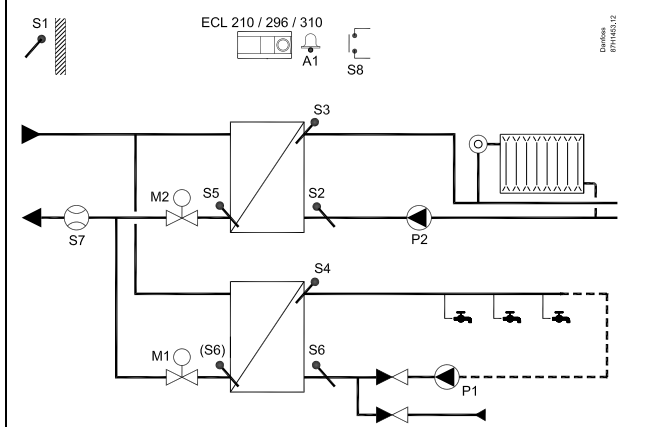 S1
ECL 210 / 296 / 310
A1
S8
Danfoss
87H1453.12
S3
M2
S5
S2
S7
P2
S4
M1
(S6)
S6
P1